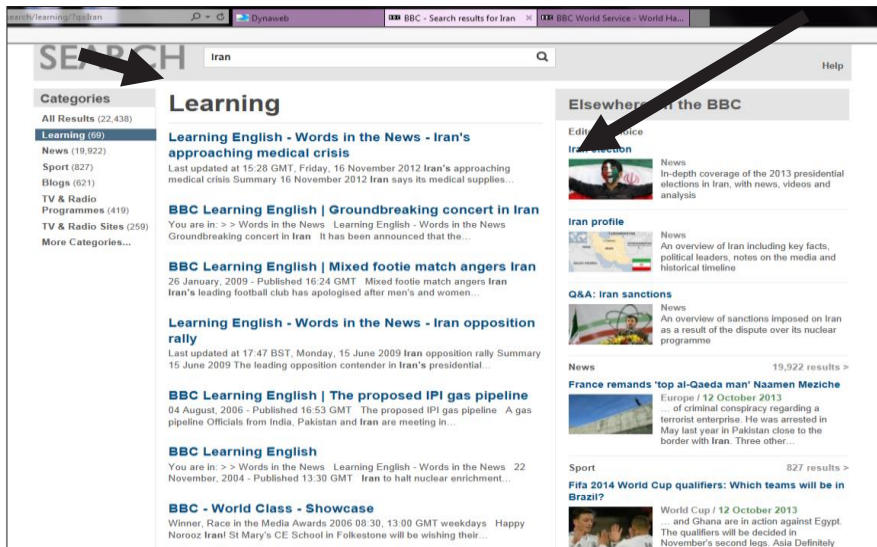 search/learning/?q=Iran
Dynaweb
BBC - Search results for Iran
BBC World Service - World Ha...
SEARCH
Iran
Help
Categories
All Results (22,438)
Learning (69)
News (19,922)
Sport (827)
Blogs (621)
TV & Radio
Programmes (419)
TV & Radio Sites (259)
More Categories...
Learning
Learning English - Words in the News - Iran's
approaching medical crisis
Last updated at 15:28 GMT, Friday, 16 November 2012 Iran's approaching
medical crisis Summary 16 November 2012 Iran says its medical supplies...
BBC Learning English | Groundbreaking concert in Iran
You are in: > > Words in the News Learning English - Words in the News
Groundbreaking concert in Iran It has been announced that the...
BBC Learning English | Mixed footie match angers Iran
26 January, 2009 - Published 16:24 GMT Mixed footie match angers Iran
Iran's leading football club has apologised after men's and women...
Learning English - Words in the News - Iran opposition
rally
Last updated at 17:47 BST, Monday, 15 June 2009 Iran opposition rally Summary
15 June 2009 The leading opposition contender in Iran's presidential...
BBC Learning English | The proposed IPI gas pipeline
04 August, 2006 - Published 16:53 GMT The proposed IPI gas pipeline A gas
pipeline Officials from India, Pakistan and Iran are meeting in...
BBC Learning English
You are in: > > Words in the News Learning English - Words in the News 22
November, 2004 - Published 13:30 GMT Iran to halt nuclear enrichment...
BBC - World Class - Showcase
Winner, Race in the Media Awards 2006 08:30, 13:00 GMT weekdays Happy
Norooz Iran! St Mary's CE School in Folkestone will be wishing their...
Elsewhere in the BBC
Editor's choice
Iran election
News
In-depth coverage of the 2013 presidential
elections in Iran, with news, videos and
analysis
Iran profile
News
An overview of Iran including key facts,
political leaders, notes on the media and
historical timeline
Q&A: Iran sanctions
News
An overview of sanctions imposed on Iran
as a result of the dispute over its nuclear
programme
News 19,922 results >
France remands 'top al-Qaeda man' Naamen Meziche
Europe / 12 October 2013
... of criminal conspiracy regarding a
terrorist enterprise. He was arrested in
May last year in Pakistan close to the
border with Iran. Three other...
Sport 827 results >
Fifa 2014 World Cup qualifiers: Which teams will be in
Brazil?
World Cup / 12 October 2013
... and Ghana are in action against Egypt.
The qualifiers will be decided in
November's second legs. Asia Definitely